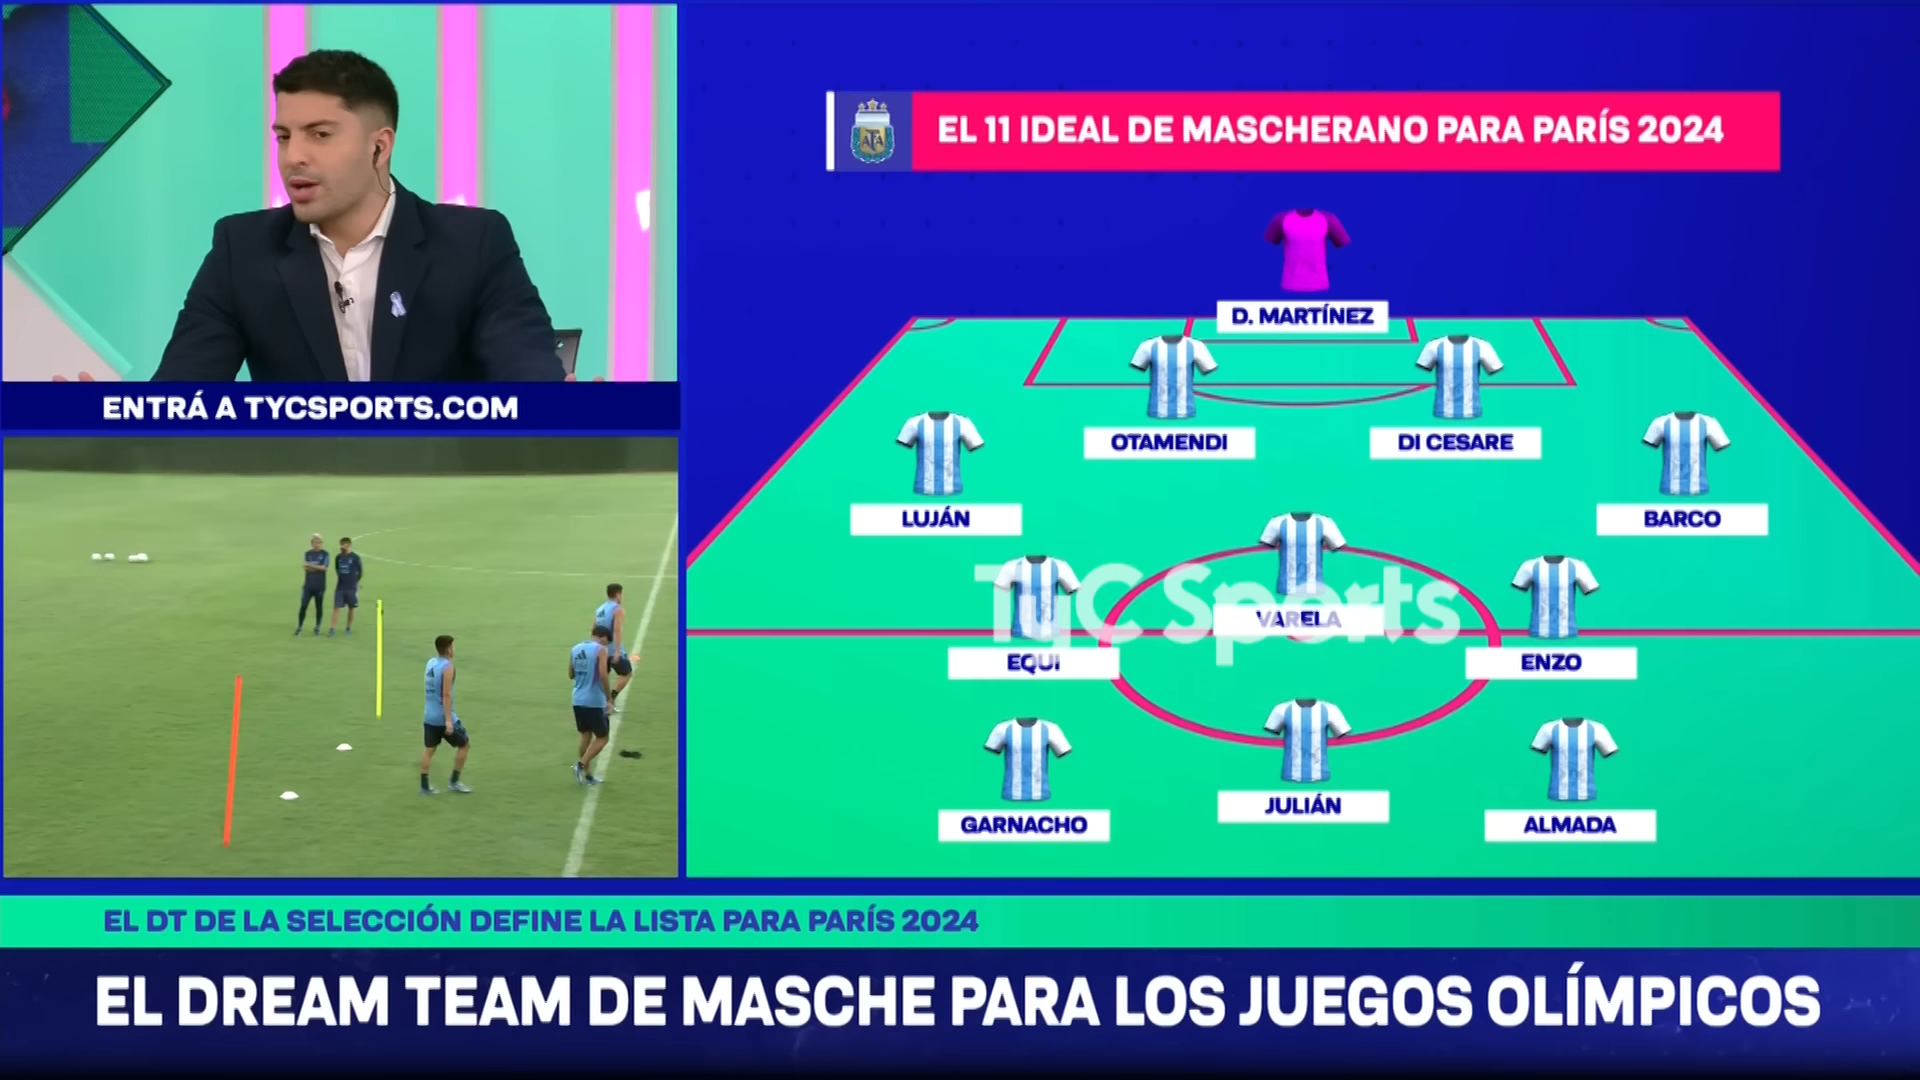 EL 11 IDEAL DE MASCHERANO PARA PARÍS 2024
AFA
D. MARTÍNEZ
OTAMENDI
DI CESARE
LUJÁN
BARCO
VARELA
TyC Sports
EQUI
ENZO
GARNACHO
JULIÁN
ALMADA
ENTRÁ A TYCSPORTS.COM
EL DT DE LA SELECCIÓN DEFINE LA LISTA PARA PARÍS 2024
EL DREAM TEAM DE MASCHE PARA LOS JUEGOS OLÍMPICOS